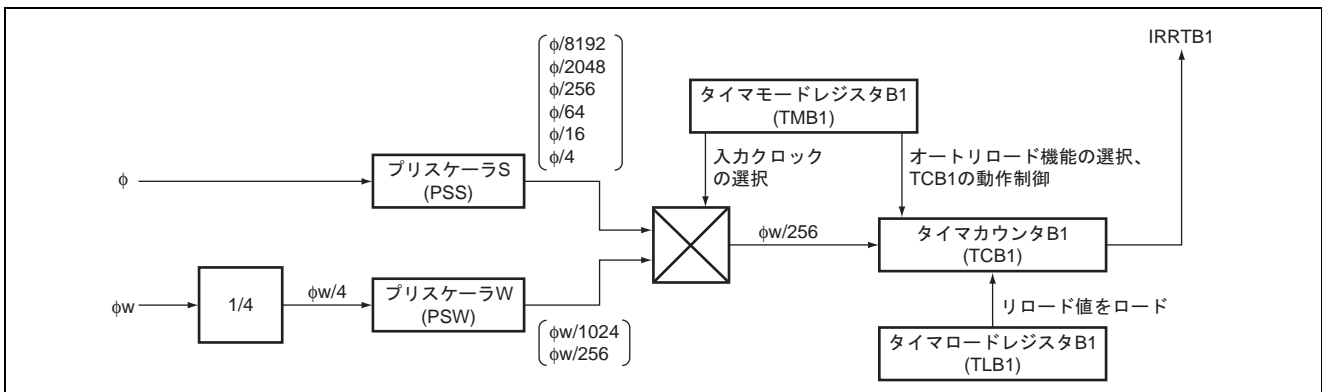 IRRTB1
φ/8192
φ/2048
φ/256
φ/64
φ/16
φ/4
タイマモードレジスタB1
(TMB1)
入力クロック
の選択
オートリロード機能の選択、
TCB1の動作制御
φ
プリスケーラS
(PSS)
φw/256
タイマカウンタB1
(TCB1)
φw
1/4
φw/4
プリスケーラW
(PSW)
φw/1024
φw/256
リロード値をロード
タイマロードレジスタB1
(TLB1)